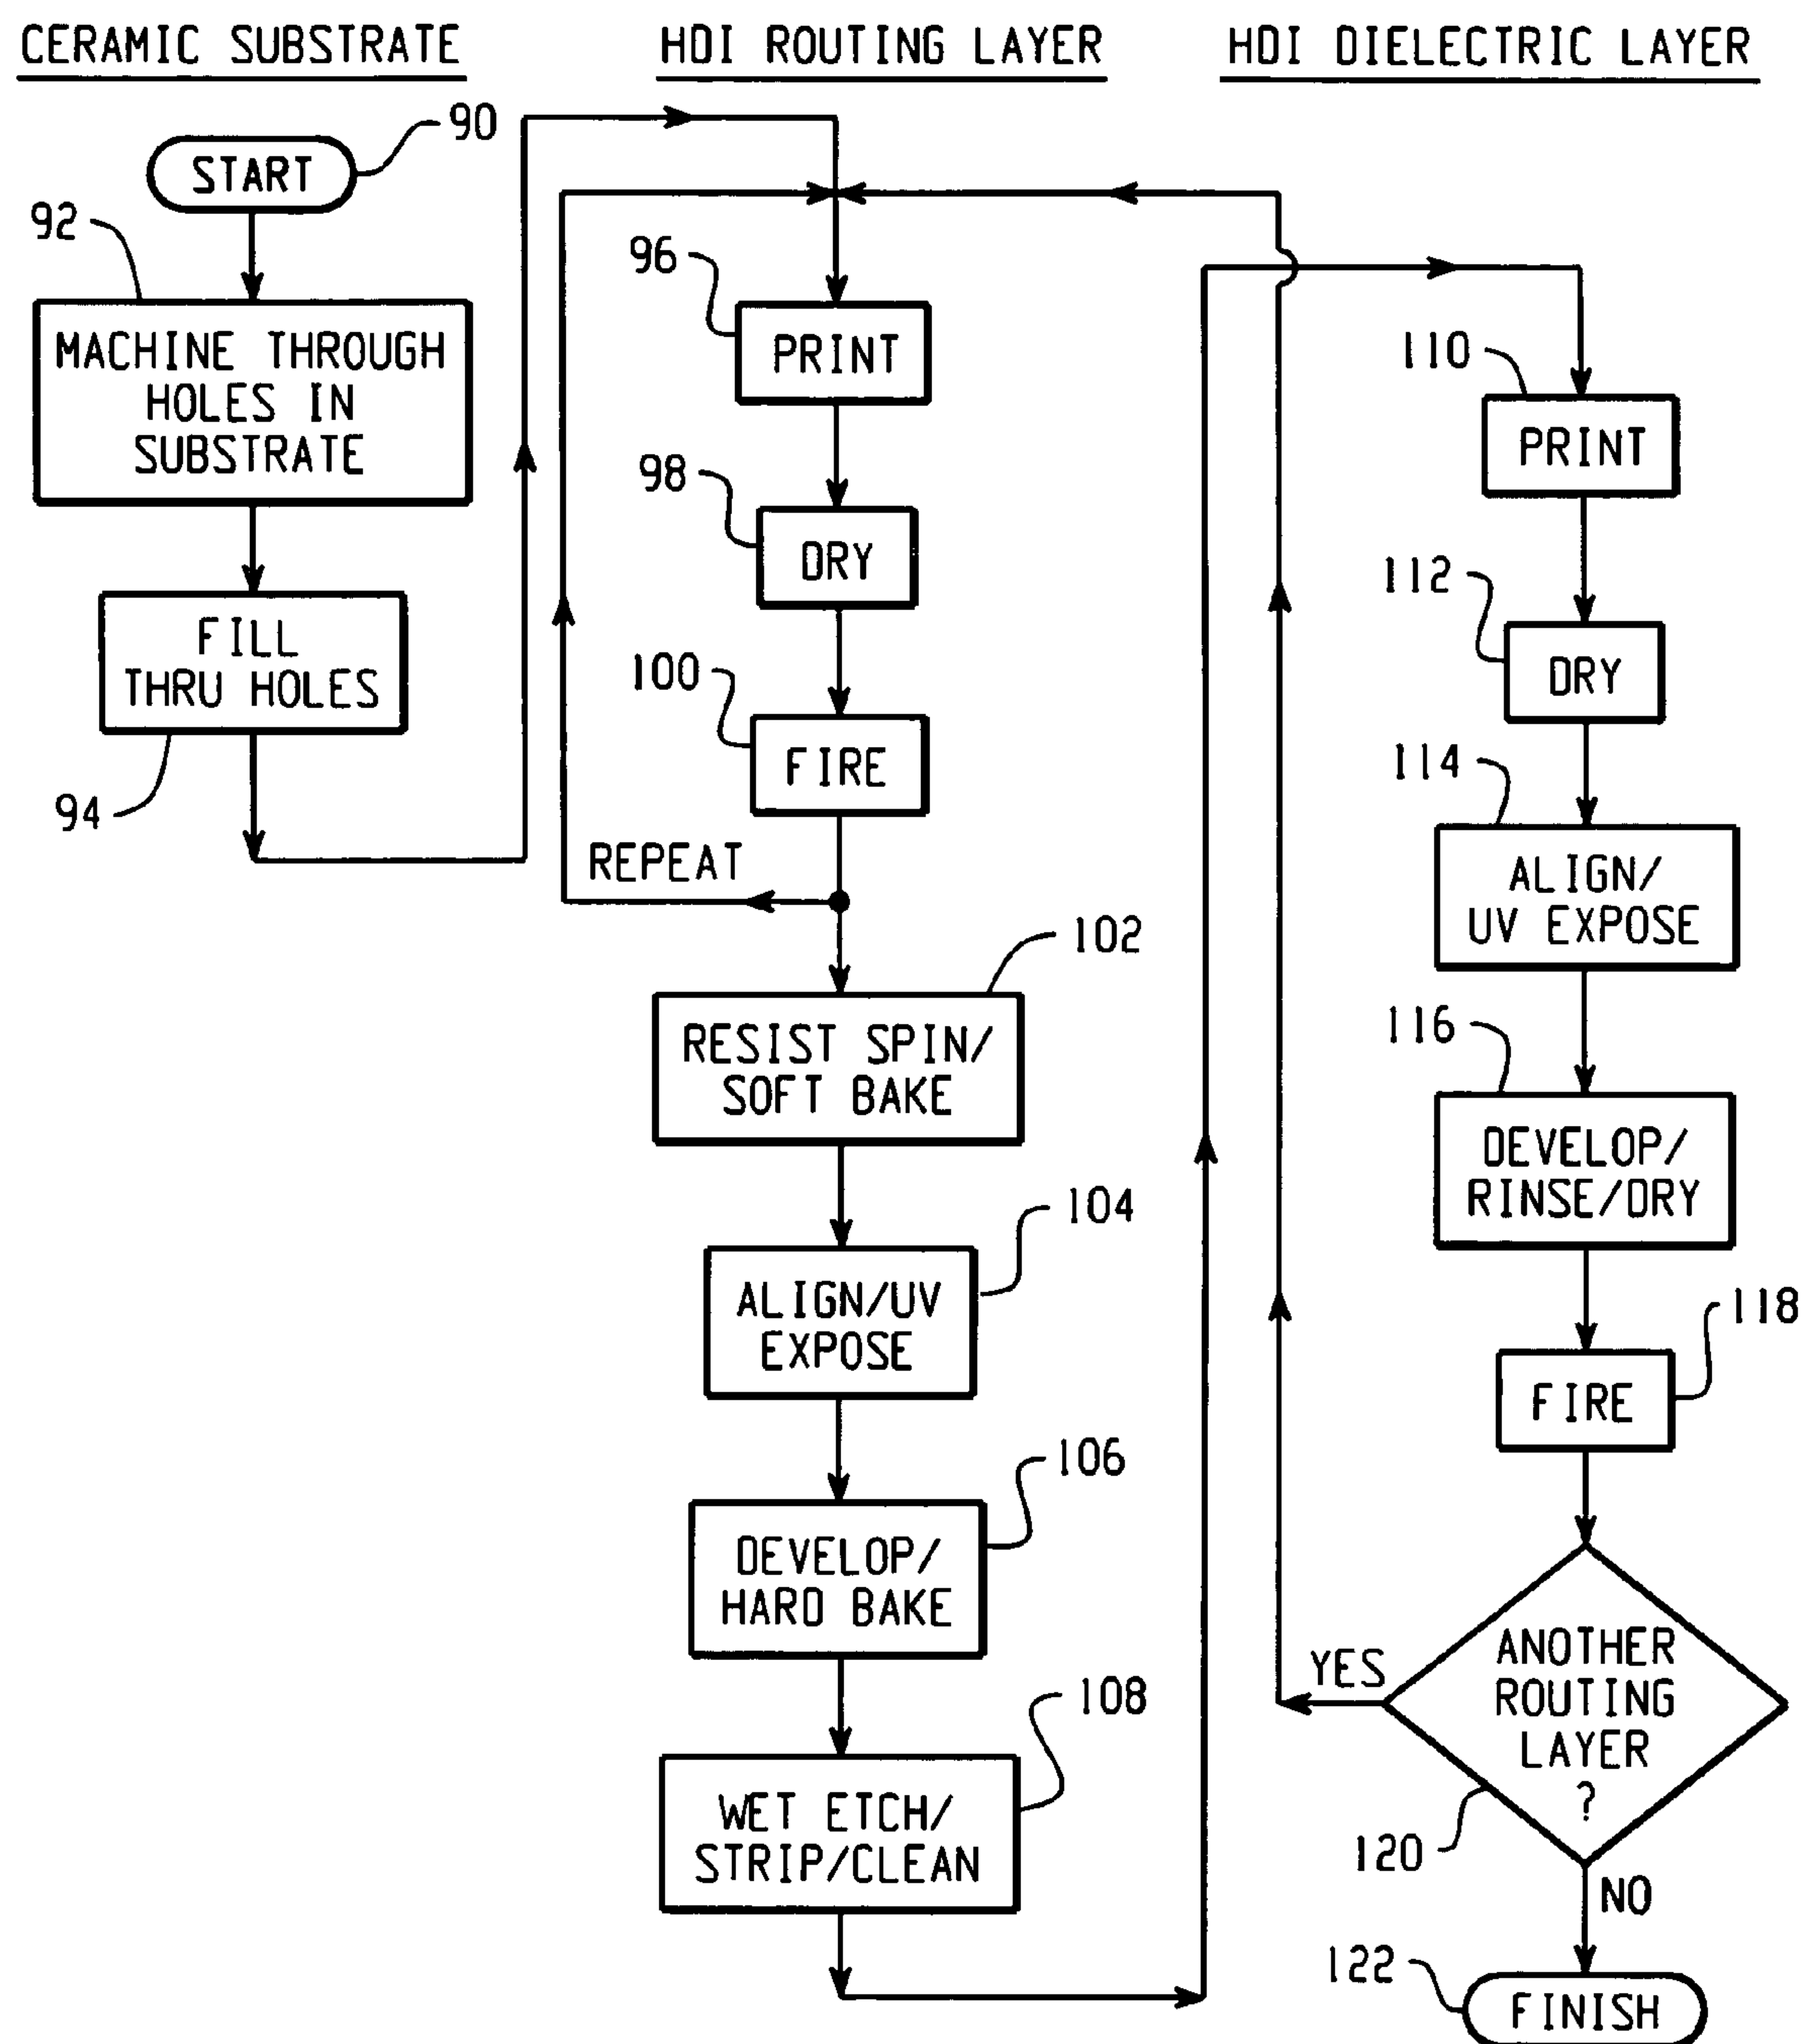 CERAMIC SUBSTRATE
90
START
92
MACHINE THROUGH
HOLES IN
SUBSTRATE
FILL
THRU HOLES
94
HDI ROUTING LAYER
96
PRINT
98
DRY
100
FIRE
REPEAT
102
RESIST SPIN/
SOFT BAKE
104
ALIGN/UV
EXPOSE
106
DEVELOP/
HARD BAKE
108
WET ETCH/
STRIP/CLEAN
HDI DIELECTRIC LAYER
110
PRINT
112
DRY
114
ALIGN/
UV EXPOSE
116
DEVELOP/
RINSE/DRY
118
FIRE
ANOTHER
ROUTING
LAYER
?
YES
120
NO
122
FINISH